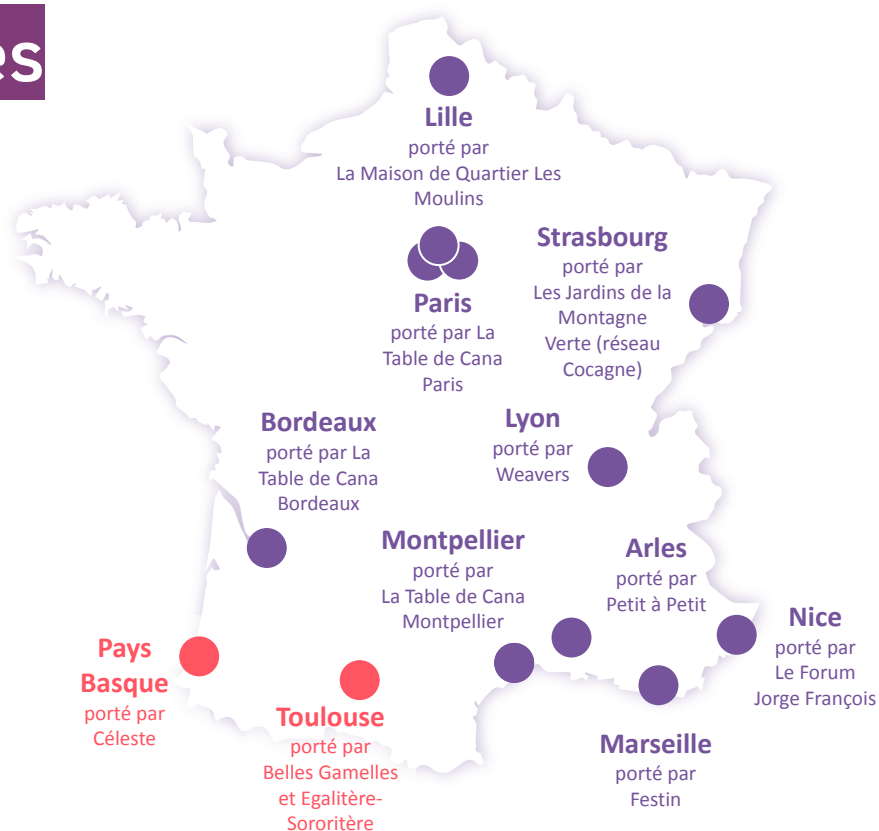 es
Lille
porté par
La Maison de Quartier Les
Moulins
Strasbourg
porté par
Les Jardins de la
Montagne
Verte (réseau
Cocagne)
Paris
porté par La
Table de Cana
Paris
Bordeaux
porté par La
Table de Cana
Bordeaux
Lyon
porté par
Weavers
Montpellier
porté par
La Table de Cana
Montpellier
Arles
porté par
Petit à Petit
Nice
porté par
Le Forum
Jorge François
Pays
Basque
porté par
Céleste
Toulouse
porté par
Belles Gamelles
et Egalitère-
Sororitère
Marseille
porté par
Festin